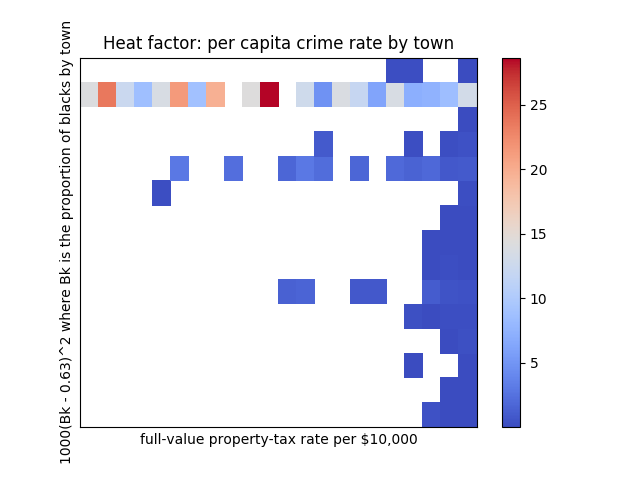 Heat factor: per capita crime rate by town
1000(Bk - 0.63)^2 where Bk is the proportion of blacks by town
25
20
15
10
5
full-value property-tax rate per $10,000